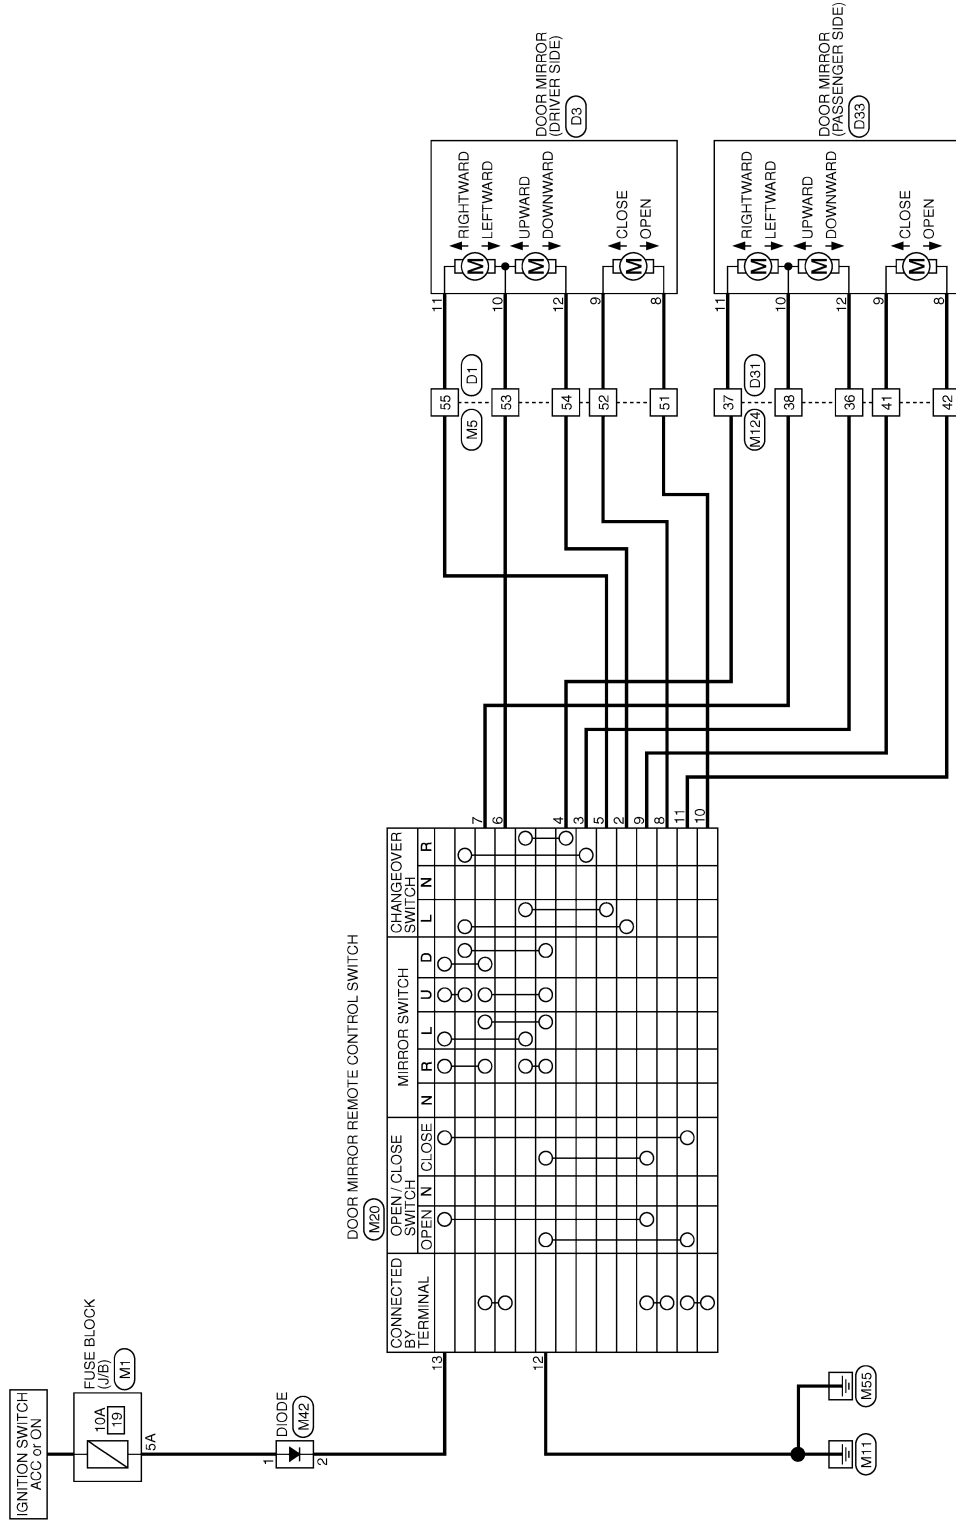 IGNITION SWITCH
ACC or ON
FUSE BLOCK
(J/B)
M1
10A
19
5A
DIODE
M42
1
2
DOOR MIRROR REMOTE CONTROL SWITCH
M20
13
12
CONNECTED
BY
TERMINAL
OPEN / CLOSE
SWITCH
OPEN
N
CLOSE
MIRROR SWITCH
N
R
L
U
D
CHANGEOVER
SWITCH
L
N
R
7
6
4
3
5
2
9
8
11
10
M11
M55
M5
D1
55
53
54
52
51
11
10
12
9
8
M
M
M
RIGHTWARD
LEFTWARD
UPWARD
DOWNWARD
CLOSE
OPEN
DOOR MIRROR
(DRIVER SIDE)
D3
M124
D31
37
38
36
41
42
11
10
12
9
8
M
M
M
RIGHTWARD
LEFTWARD
UPWARD
DOWNWARD
CLOSE
OPEN
DOOR MIRROR
(PASSENGER SIDE)
D33